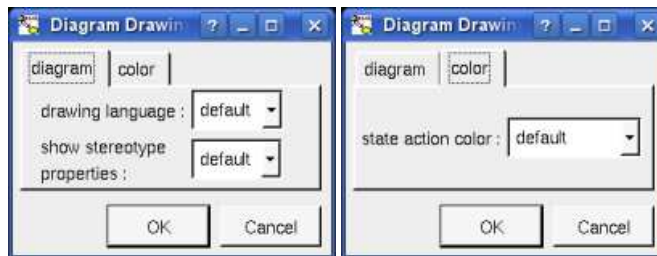 Diagram Drawin
diagram color
drawing language : default
show stereotype
properties : default
OK Cancel
Diagram Drawin
diagram color
state action color : default
OK Cancel